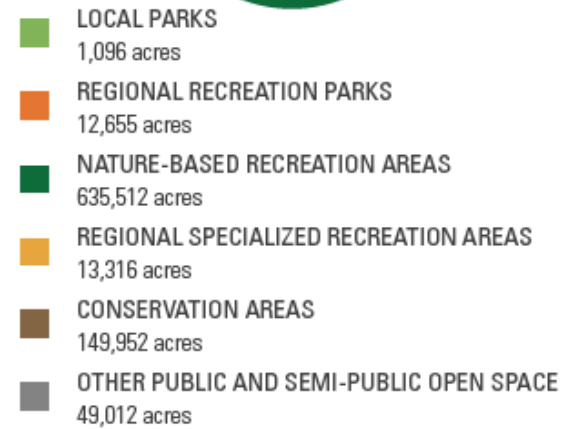 LOCAL PARKS
1,096 acres
REGIONAL RECREATION PARKS
12,655 acres
NATURE-BASED RECREATION AREAS
635,512 acres
REGIONAL SPECIALIZED RECREATION AREAS
13,316 acres
CONSERVATION AREAS
149,952 acres
OTHER PUBLIC AND SEMI-PUBLIC OPEN SPACE
49,012 acres